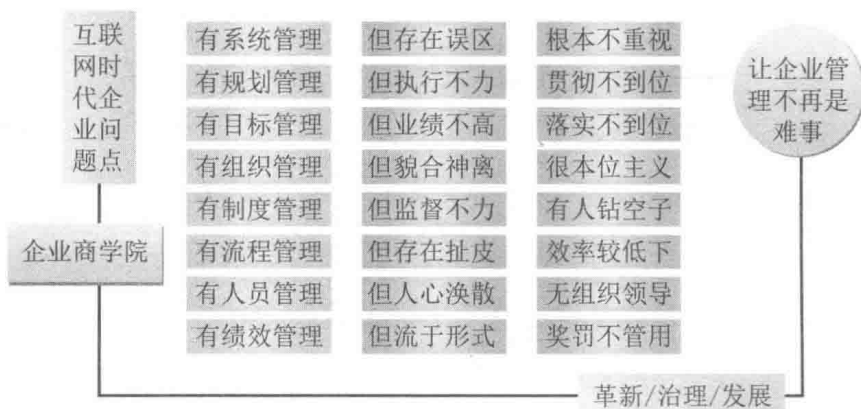 互联
网时
代企
业问
题点
企业商学院
有系统管理 但存在误区 根本不重视
有规划管理 但执行不力 贯彻不到位
有目标管理 但业绩不高 落实不到位
有组织管理 但貌合神离 很本位主义
有制度管理 但监督不力 有人钻空子
有流程管理 但存在扯皮 效率较低下
有人员管理 但人心涣散 无组织领导
有绩效管理 但流于形式 奖罚不管用
让企业管
理不再是
难事
革新/治理/发展